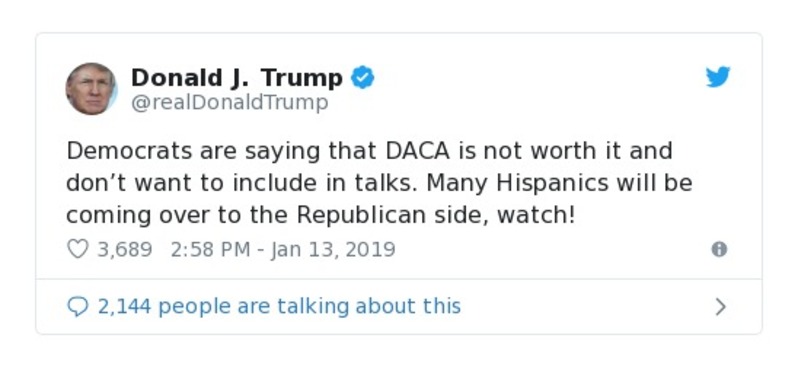 Donald J. Trump
@realDonaldTrump
Democrats are saying that DACA is not worth it and
don’t want to include in talks. Many Hispanics will be
coming over to the Republican side, watch!
3,689 2:58 PM - Jan 13, 2019
2,144 people are talking about this